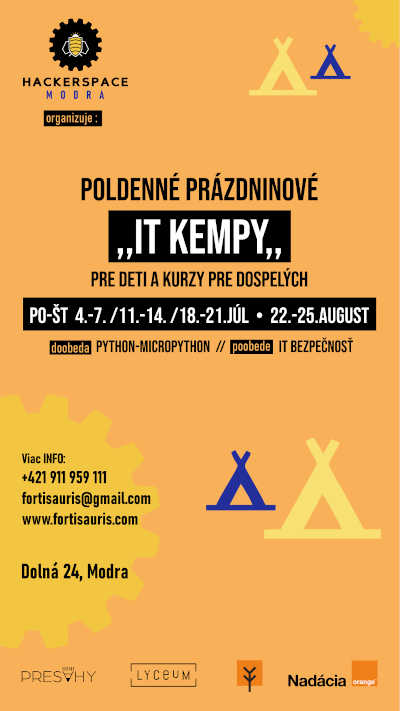 HACKERSPACE
MODRA
organizuje :
POLDENNÉ PRÁZDNINOVÉ
,,IT KEMPY,,
PRE DETI A KURZY PRE DOSPELÝCH
PO-ŠT 4.-7. /11.-14. /18.-21.JÚL • 22.-25.AUGUST
doobeda PYTHON-MICROPYTHON // poobede IT BEZPEČNOSŤ
Viac INFO:
+421 911 959 111
fortisauris@gmail.com
www.fortisauris.com
Dolná 24, Modra
PRESAHY
LYCEUM
Nadácia orange